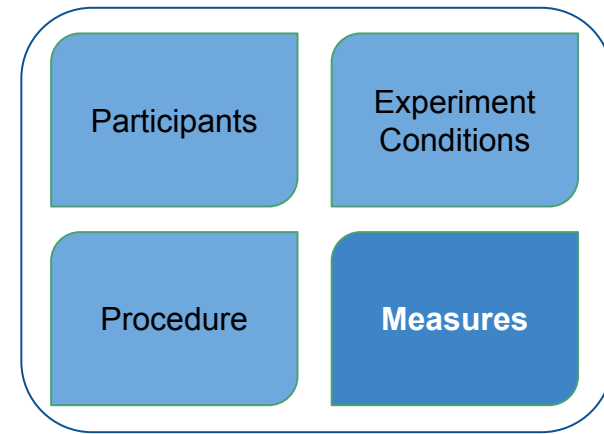 Participants
Experiment
Conditions
Procedure
Measures